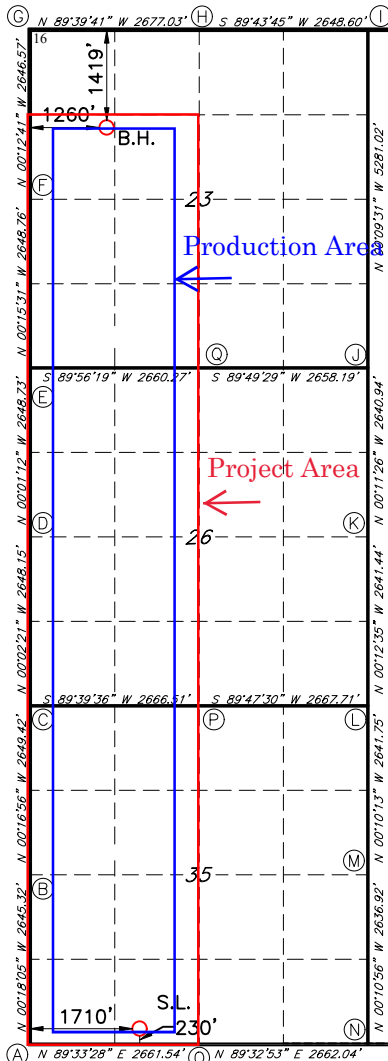 G N 89°39'41" W 2677.03' H N 89°43'45" W 2648.60' I
16
1419'
N 00°12'41" W 2646.57'
1260'
B.H.
N 00°09'31" W 5281.02'
F
23
Production Area
N 00°15'31" W 2648.76'
Q
J
S 89°56'19" W 2660.27' S 89°49'29" W 2658.19'
E
N 00°01'12" W 2648.73'
N 00°11'26" W 2640.94'
Project Area
D
K
26
N 00°02'21" W 2648.15'
N 00°12'35" W 2641.44'
S 89°39'36" W 2666.51' S 89°47'30" W 2667.71'
C
P
L
N 00°16'56" W 2649.42'
N 00°10'13" W 2641.75'
M
35
B
N 00°18'05" W 2645.32'
N 00°10'56" W 2636.92'
S.L.
1710'
230'
N
A N 89°33'28" E 2661.54' O N 89°32'53" E 2662.04'